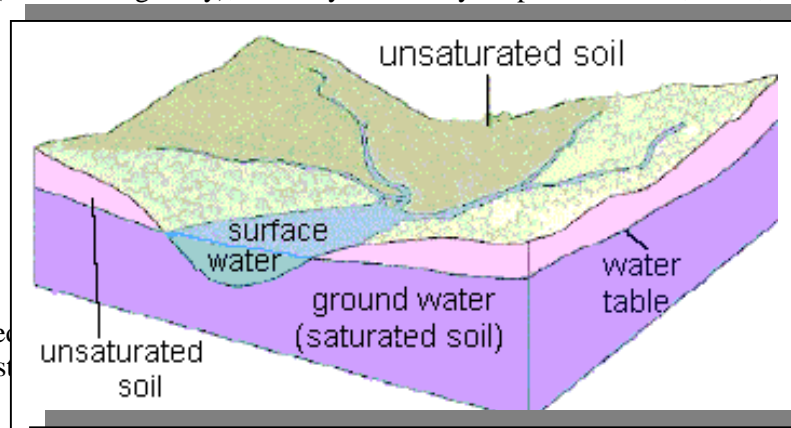 unsaturated soil
surface
water
water
table
ground water
(saturated soil)
unsaturated
soil